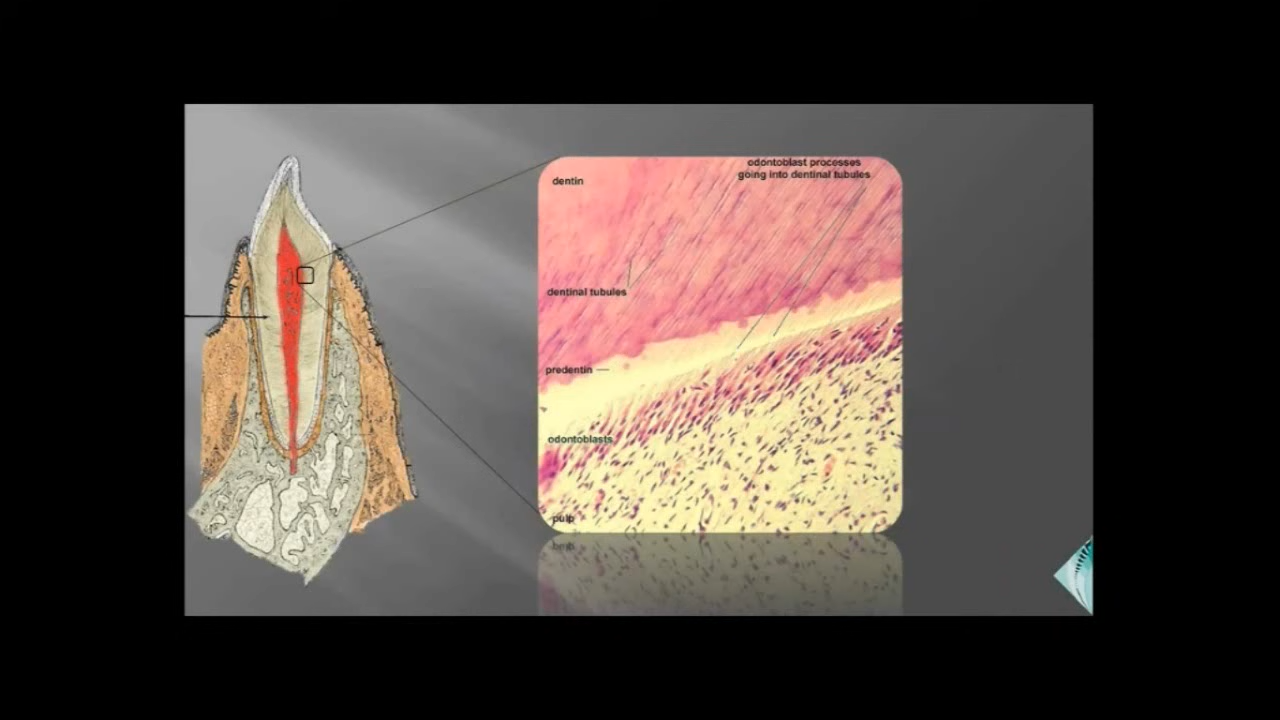 odontoblast processes
going into dentinal tubules
dentin
dentinal tubules
predentin
odontoblasts
pulp